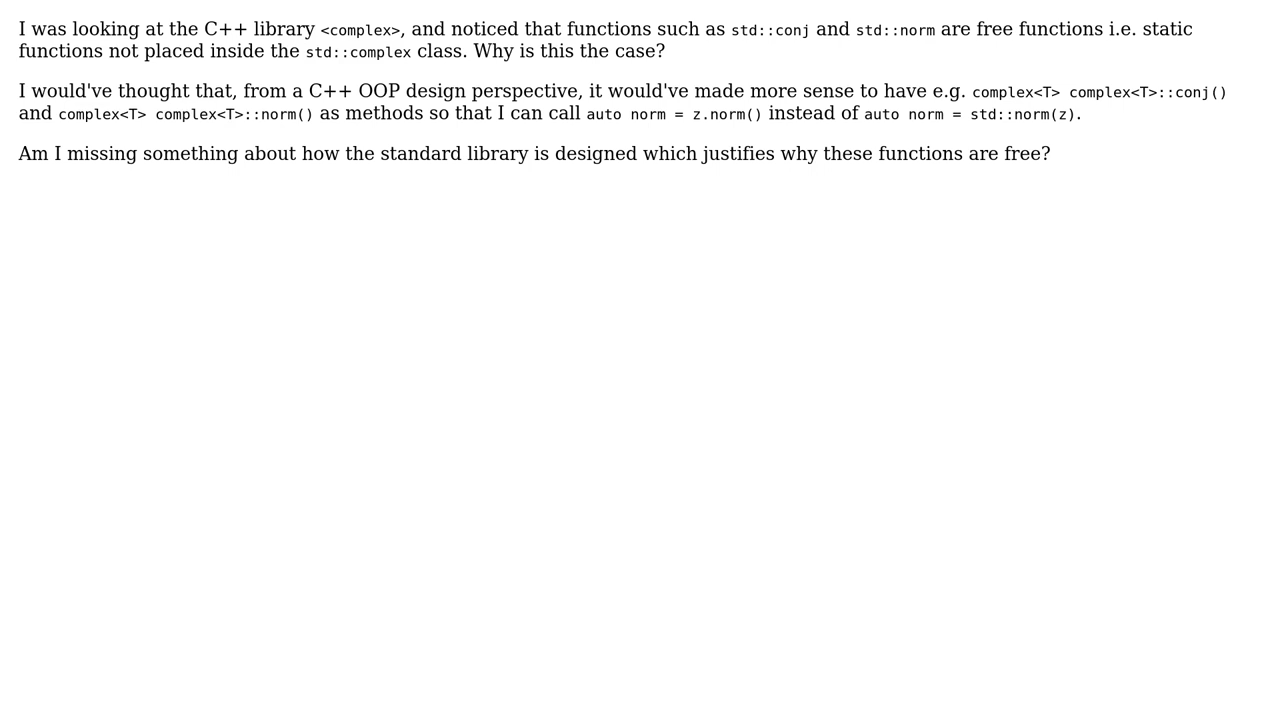 I was looking at the C++ library <complex>, and noticed that functions such as std::conj and std::norm are free functions i.e. static
functions not placed inside the std::complex class. Why is this the case?
I would've thought that, from a C++ OOP design perspective, it would've made more sense to have e.g. complex<T> complex<T>::conj()
and complex<T> complex<T>::norm() as methods so that I can call auto norm = z.norm() instead of auto norm = std::norm(z).
Am I missing something about how the standard library is designed which justifies why these functions are free?